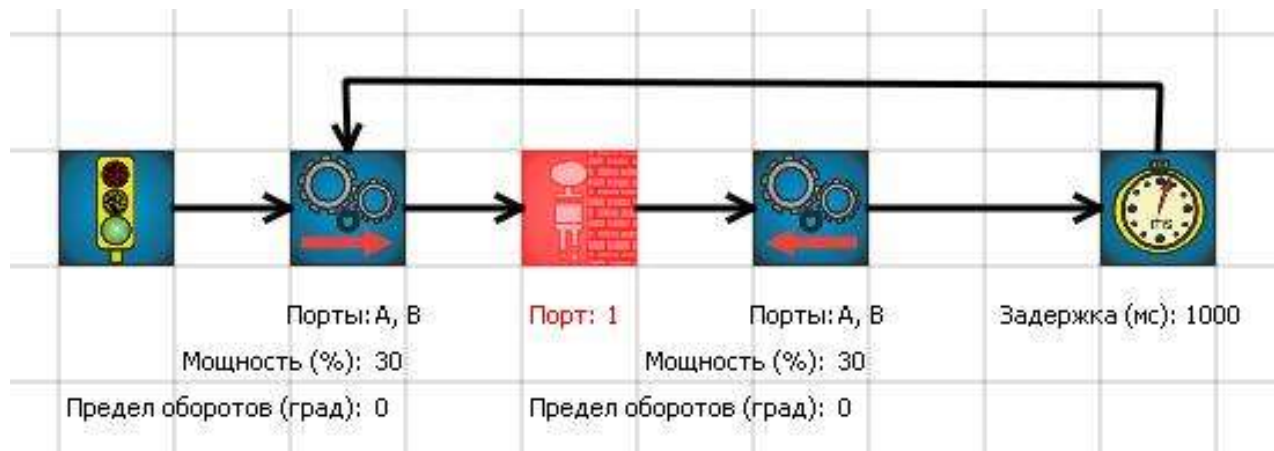 ms
Порты: A, B Порт: 1 Порты: A, B Задержка (мс): 1000
Мощность (%): 30 Мощность (%): 30
Предел оборотов (град): 0 Предел оборотов (град): 0